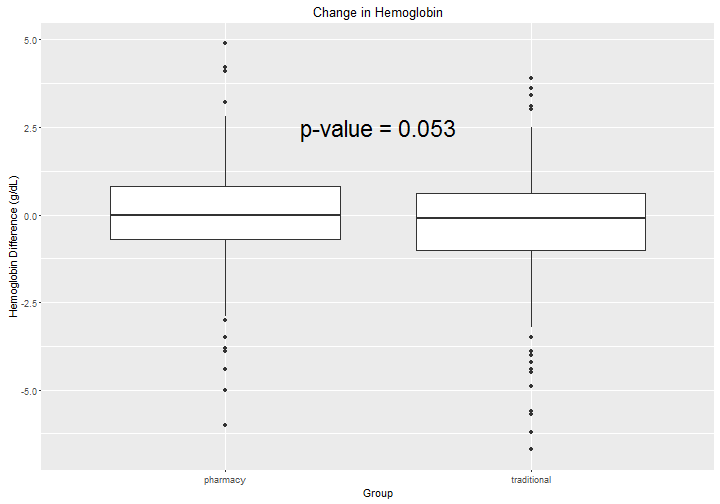 Change in Hemoglobin
5.0
p-value = 0.053
2.5
0.0
-2.5
-5.0
Hemoglobin Difference (g/dL)
pharmacy traditional
Group